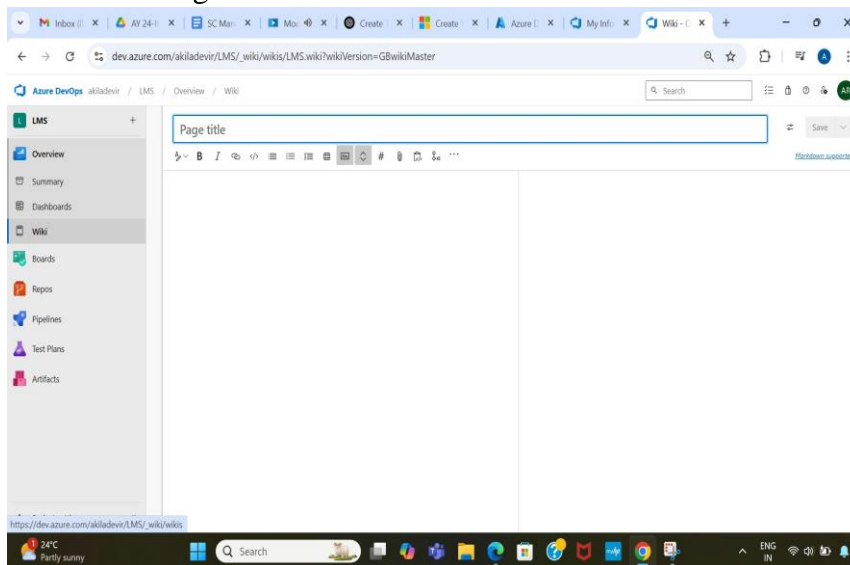 Inbox (
AY 24-
SC Mar
Mo
Create
Create
Azure D
My Info
Wiki - C
dev.azure.com/akiladevir/LMS/_wiki/wikis/LMS.wiki?wikiVersion=GBwikiMaster
A
Azure DevOps akiladevir / LMS / Overview / Wiki
Search
AR
L LMS +
Page title
Save
B I # ...
Markdown supporte
Overview
Summary
Dashboards
Wiki
Boards
Repos
Pipelines
Test Plans
Artifacts
https://dev.azure.com/akiladevir/LMS/_wiki/wikis
24°C
Partly sunny
Search
ENG
IN